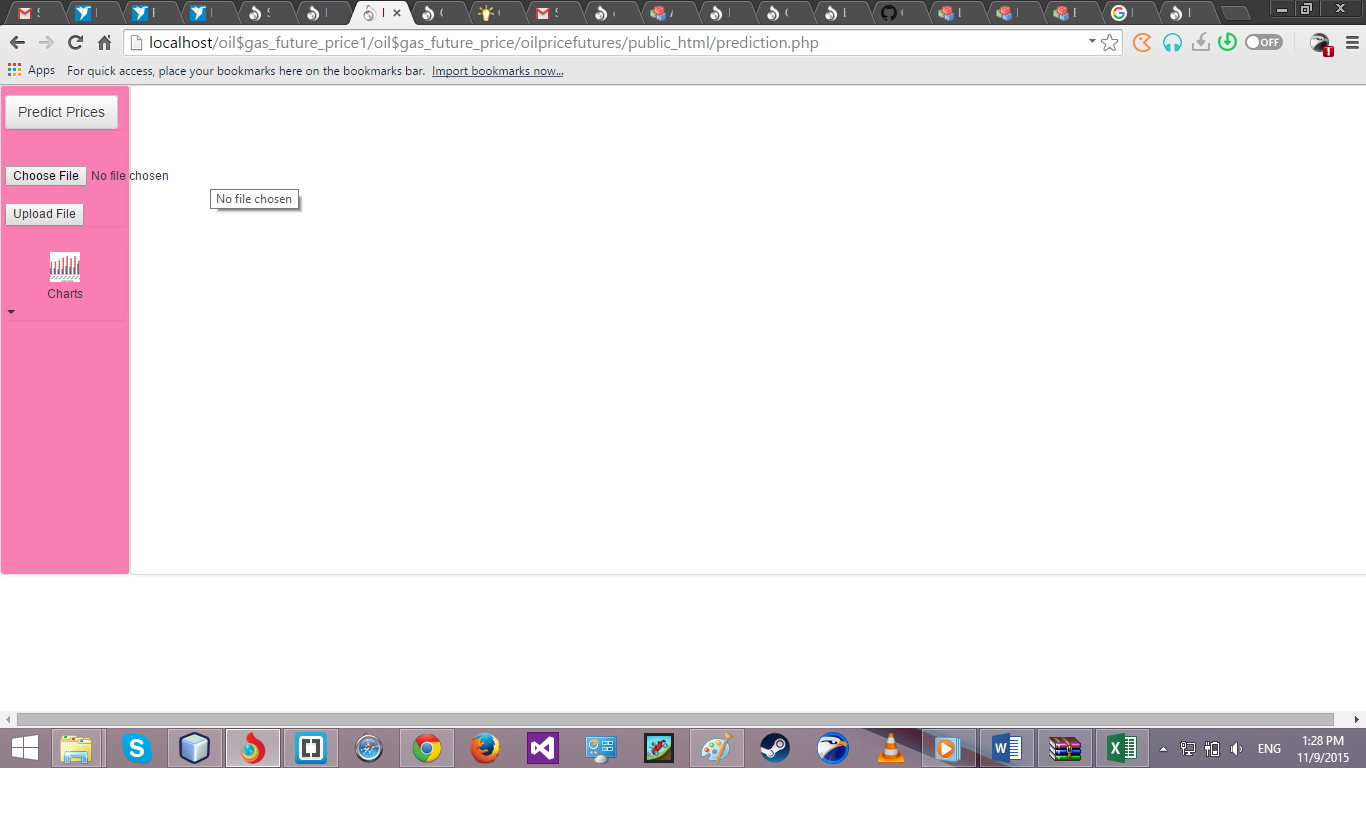 localhost/oil$gas_future_price1/oil$gas_future_price/oilpricefutures/public_html/prediction.php
OFF
1
Apps For quick access, place your bookmarks here on the bookmarks bar. Import bookmarks now...
Predict Prices
Choose File No file chosen
No file chosen
Upload File
Charts
ENG
1:28 PM
11/9/2015